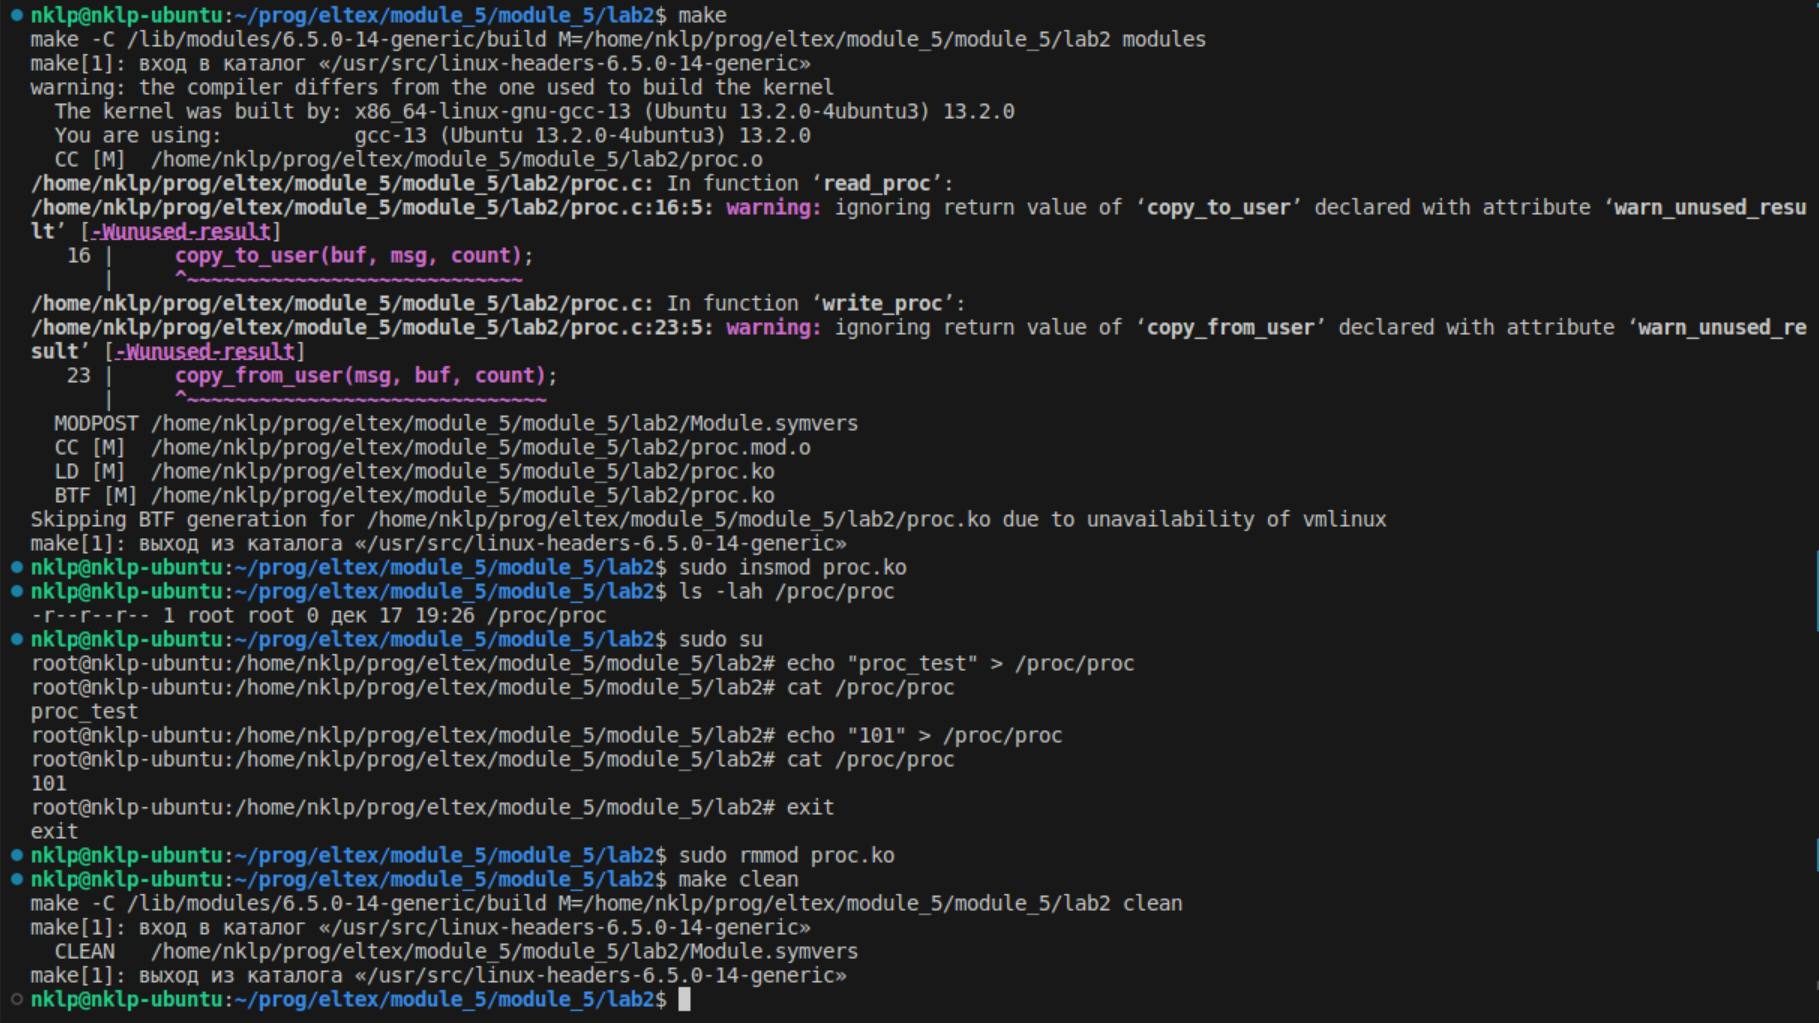 nklp@nklp-ubuntu:~/prog/eltex/module_5/module_5/lab2$ make
make -C /lib/modules/6.5.0-14-generic/build M=/home/nklp/prog/eltex/module_5/module_5/lab2 modules
make[1]: вход в каталог «/usr/src/linux-headers-6.5.0-14-generic»
warning: the compiler differs from the one used to build the kernel
  The kernel was built by: x86_64-linux-gnu-gcc-13 (Ubuntu 13.2.0-4ubuntu3) 13.2.0
  You are using:           gcc-13 (Ubuntu 13.2.0-4ubuntu3) 13.2.0
  CC [M]  /home/nklp/prog/eltex/module_5/module_5/lab2/proc.o
/home/nklp/prog/eltex/module_5/module_5/lab2/proc.c: In function ‘read_proc’:
/home/nklp/prog/eltex/module_5/module_5/lab2/proc.c:16:5: warning: ignoring return value of ‘copy_to_user’ declared with attribute ‘warn_unused_resu
lt’ [-Wunused-result]
   16 |     copy_to_user(buf, msg, count);
      |     ^~~~~~~~~~~~~~~~~~~~~~~~~~~~~
/home/nklp/prog/eltex/module_5/module_5/lab2/proc.c: In function ‘write_proc’:
/home/nklp/prog/eltex/module_5/module_5/lab2/proc.c:23:5: warning: ignoring return value of ‘copy_from_user’ declared with attribute ‘warn_unused_re
sult’ [-Wunused-result]
   23 |     copy_from_user(msg, buf, count);
      |     ^~~~~~~~~~~~~~~~~~~~~~~~~~~~~~~
  MODPOST /home/nklp/prog/eltex/module_5/module_5/lab2/Module.symvers
  CC [M]  /home/nklp/prog/eltex/module_5/module_5/lab2/proc.mod.o
  LD [M]  /home/nklp/prog/eltex/module_5/module_5/lab2/proc.ko
  BTF [M] /home/nklp/prog/eltex/module_5/module_5/lab2/proc.ko
Skipping BTF generation for /home/nklp/prog/eltex/module_5/module_5/lab2/proc.ko due to unavailability of vmlinux
make[1]: выход из каталога «/usr/src/linux-headers-6.5.0-14-generic»
nklp@nklp-ubuntu:~/prog/eltex/module_5/module_5/lab2$ sudo insmod proc.ko
nklp@nklp-ubuntu:~/prog/eltex/module_5/module_5/lab2$ ls -lah /proc/proc
-r--r--r-- 1 root root 0 дек 17 19:26 /proc/proc
nklp@nklp-ubuntu:~/prog/eltex/module_5/module_5/lab2$ sudo su
root@nklp-ubuntu:/home/nklp/prog/eltex/module_5/module_5/lab2# echo "proc_test" > /proc/proc
root@nklp-ubuntu:/home/nklp/prog/eltex/module_5/module_5/lab2# cat /proc/proc
proc_test
root@nklp-ubuntu:/home/nklp/prog/eltex/module_5/module_5/lab2# echo "101" > /proc/proc
root@nklp-ubuntu:/home/nklp/prog/eltex/module_5/module_5/lab2# cat /proc/proc
101
root@nklp-ubuntu:/home/nklp/prog/eltex/module_5/module_5/lab2# exit
exit
nklp@nklp-ubuntu:~/prog/eltex/module_5/module_5/lab2$ sudo rmmod proc.ko
nklp@nklp-ubuntu:~/prog/eltex/module_5/module_5/lab2$ make clean
make -C /lib/modules/6.5.0-14-generic/build M=/home/nklp/prog/eltex/module_5/module_5/lab2 clean
make[1]: вход в каталог «/usr/src/linux-headers-6.5.0-14-generic»
  CLEAN   /home/nklp/prog/eltex/module_5/module_5/lab2/Module.symvers
make[1]: выход из каталога «/usr/src/linux-headers-6.5.0-14-generic»
nklp@nklp-ubuntu:~/prog/eltex/module_5/module_5/lab2$